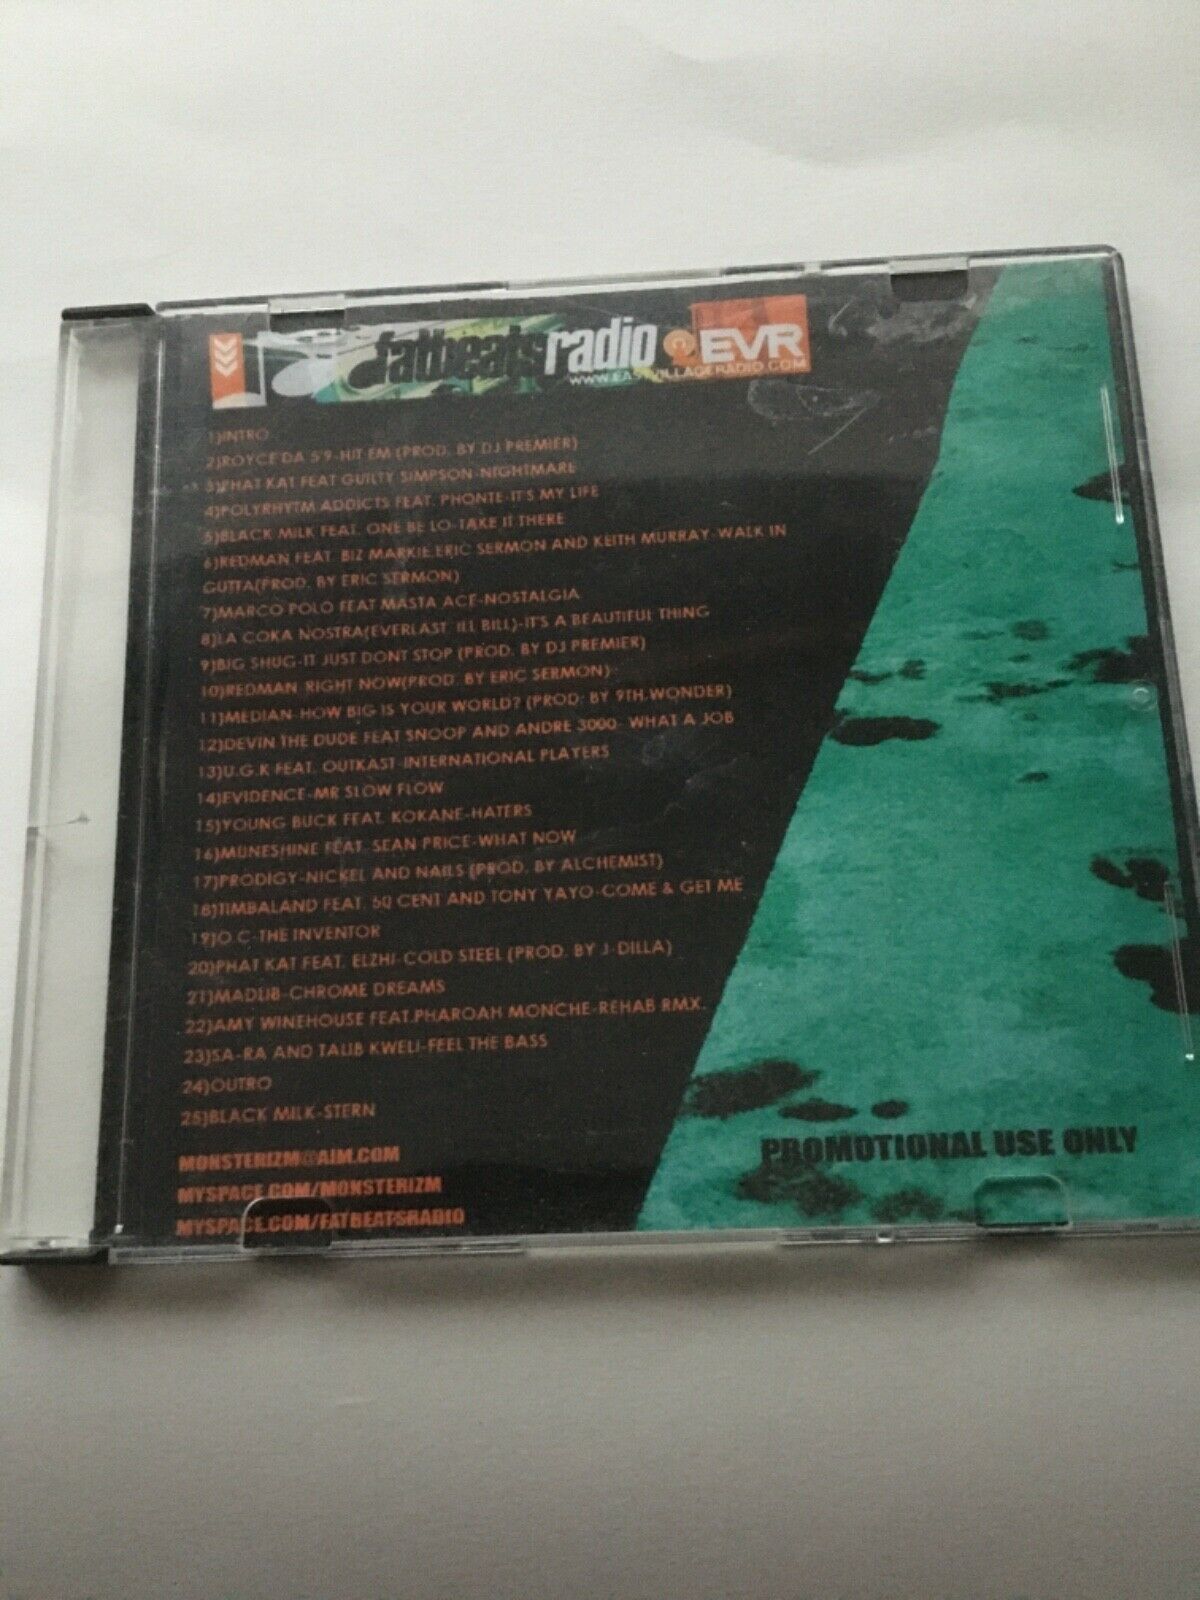 fatbeatsradio EVR
WWW.EASTVILLAGERADIO.COM
1)INTRO
2)ROYCE DA 5'9-HIT EM (PROD. BY DJ PREMIER)
3)PHAT KAT FEAT GUILTY SIMPSON-NIGHTMARE
4)POLYRHYTM ADDICTS FEAT. PHONTE-IT'S MY LIFE
5)BLACK MILK FEAT. ONE BE LO-TAKE IT THERE
6)REDMAN FEAT. BIZ MARKIE,ERIC SERMON AND KEITH MURRAY-WALK IN
GUTTA(PROD. BY ERIC SERMON)
7)MARCO POLO FEAT MASTA ACE-NOSTALGIA
8)LA COKA NOSTRA(EVERLAST, ILL BILL)-IT'S A BEAUTIFUL THING
9)BIG SHUG-IT JUST DONT STOP (PROD. BY DJ PREMIER)
10)REDMAN-RIGHT NOW(PROD. BY ERIC SERMON)
11)MEDIAN-HOW BIG IS YOUR WORLD? (PROD. BY 9TH WONDER)
12)DEVIN THE DUDE FEAT SNOOP AND ANDRE 3000- WHAT A JOB
13)U.G.K FEAT. OUTKAST-INTERNATIONAL PLAYERS
14)EVIDENCE-MR SLOW FLOW
15)YOUNG BUCK FEAT. KOKANE-HATERS
16)MUNESHINE FEAT. SEAN PRICE-WHAT NOW
17)PRODIGY-NICKEL AND NAILS (PROD. BY ALCHEMIST)
18)TIMBALAND FEAT. 50 CENT AND TONY YAYO-COME & GET ME
19)O.C-THE INVENTOR
20)PHAT KAT FEAT. ELZHI-COLD STEEL (PROD. BY J-DILLA)
21)MADLIB-CHROME DREAMS
22)AMY WINEHOUSE FEAT.PHAROAH MONCHE-REHAB RMX.
23)SA-RA AND TALIB KWELI-FEEL THE BASS
24)OUTRO
25)BLACK MILK-STERN
MONSTERIZM@AIM.COM
MYSPACE.COM/MONSTERIZM
MYSPACE.COM/FATBEATSRADIO
PROMOTIONAL USE ONLY